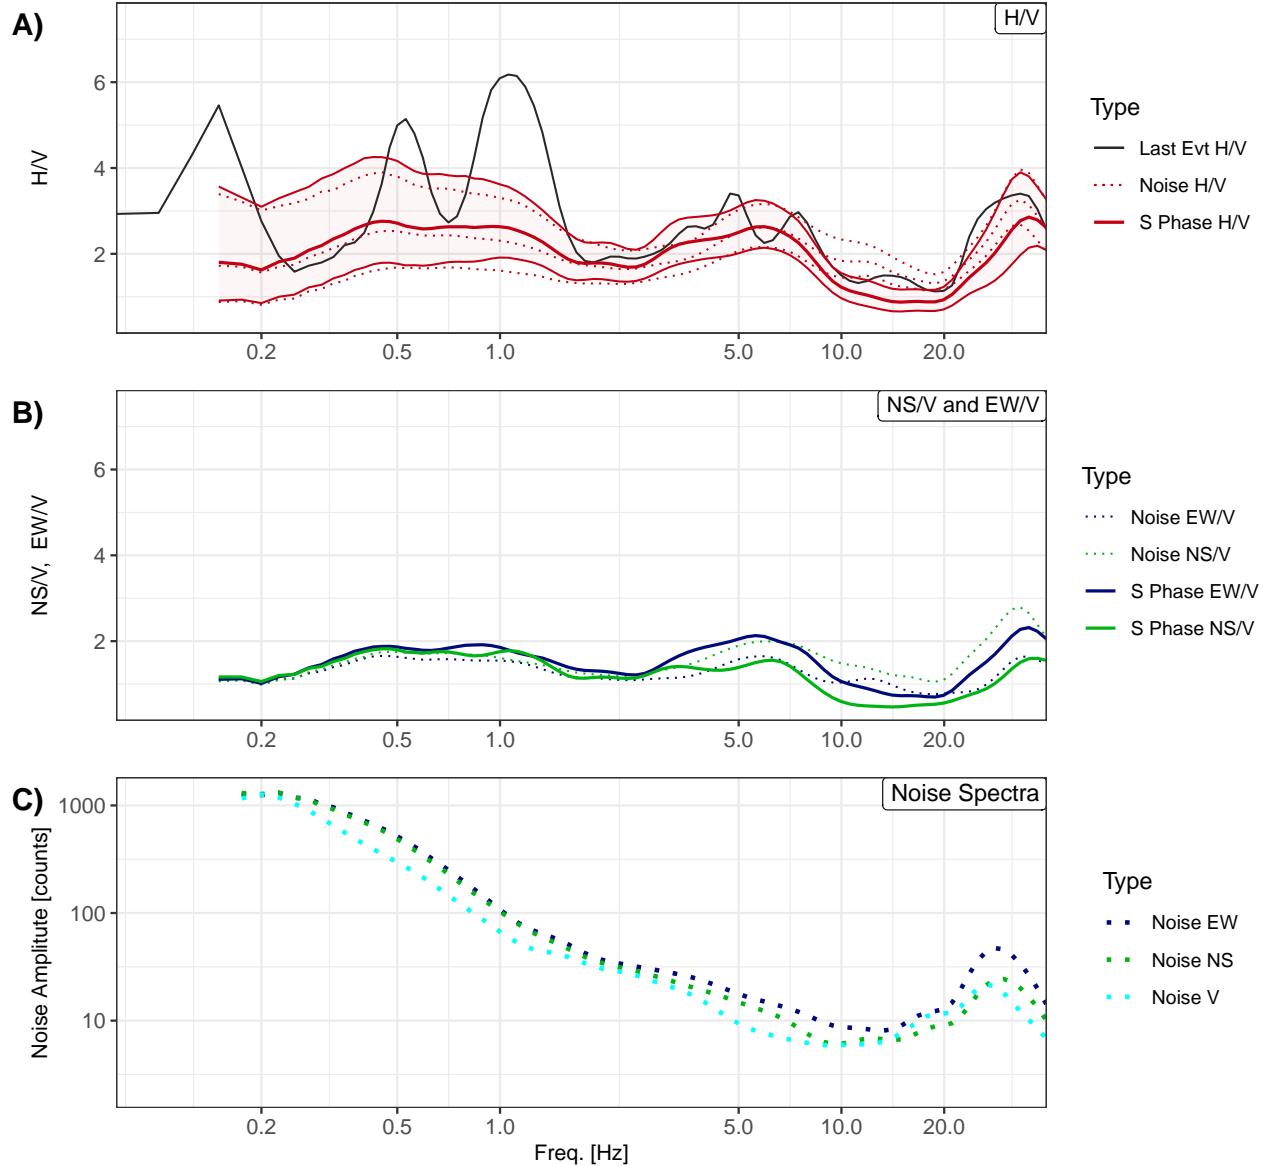 A)
H/V
6
4
2
H/V
0.2 0.5 1.0 5.0 10.0 20.0
Type
Last Evt H/V
Noise H/V
S Phase H/V
B)
NS/V and EW/V
6
4
2
NS/V, EW/V
0.2 0.5 1.0 5.0 10.0 20.0
Type
Noise EW/V
Noise NS/V
S Phase EW/V
S Phase NS/V
C)
Noise Spectra
1000
100
10
Noise Amplitute [counts]
0.2 0.5 1.0 5.0 10.0 20.0
Freq. [Hz]
Type
Noise EW
Noise NS
Noise V